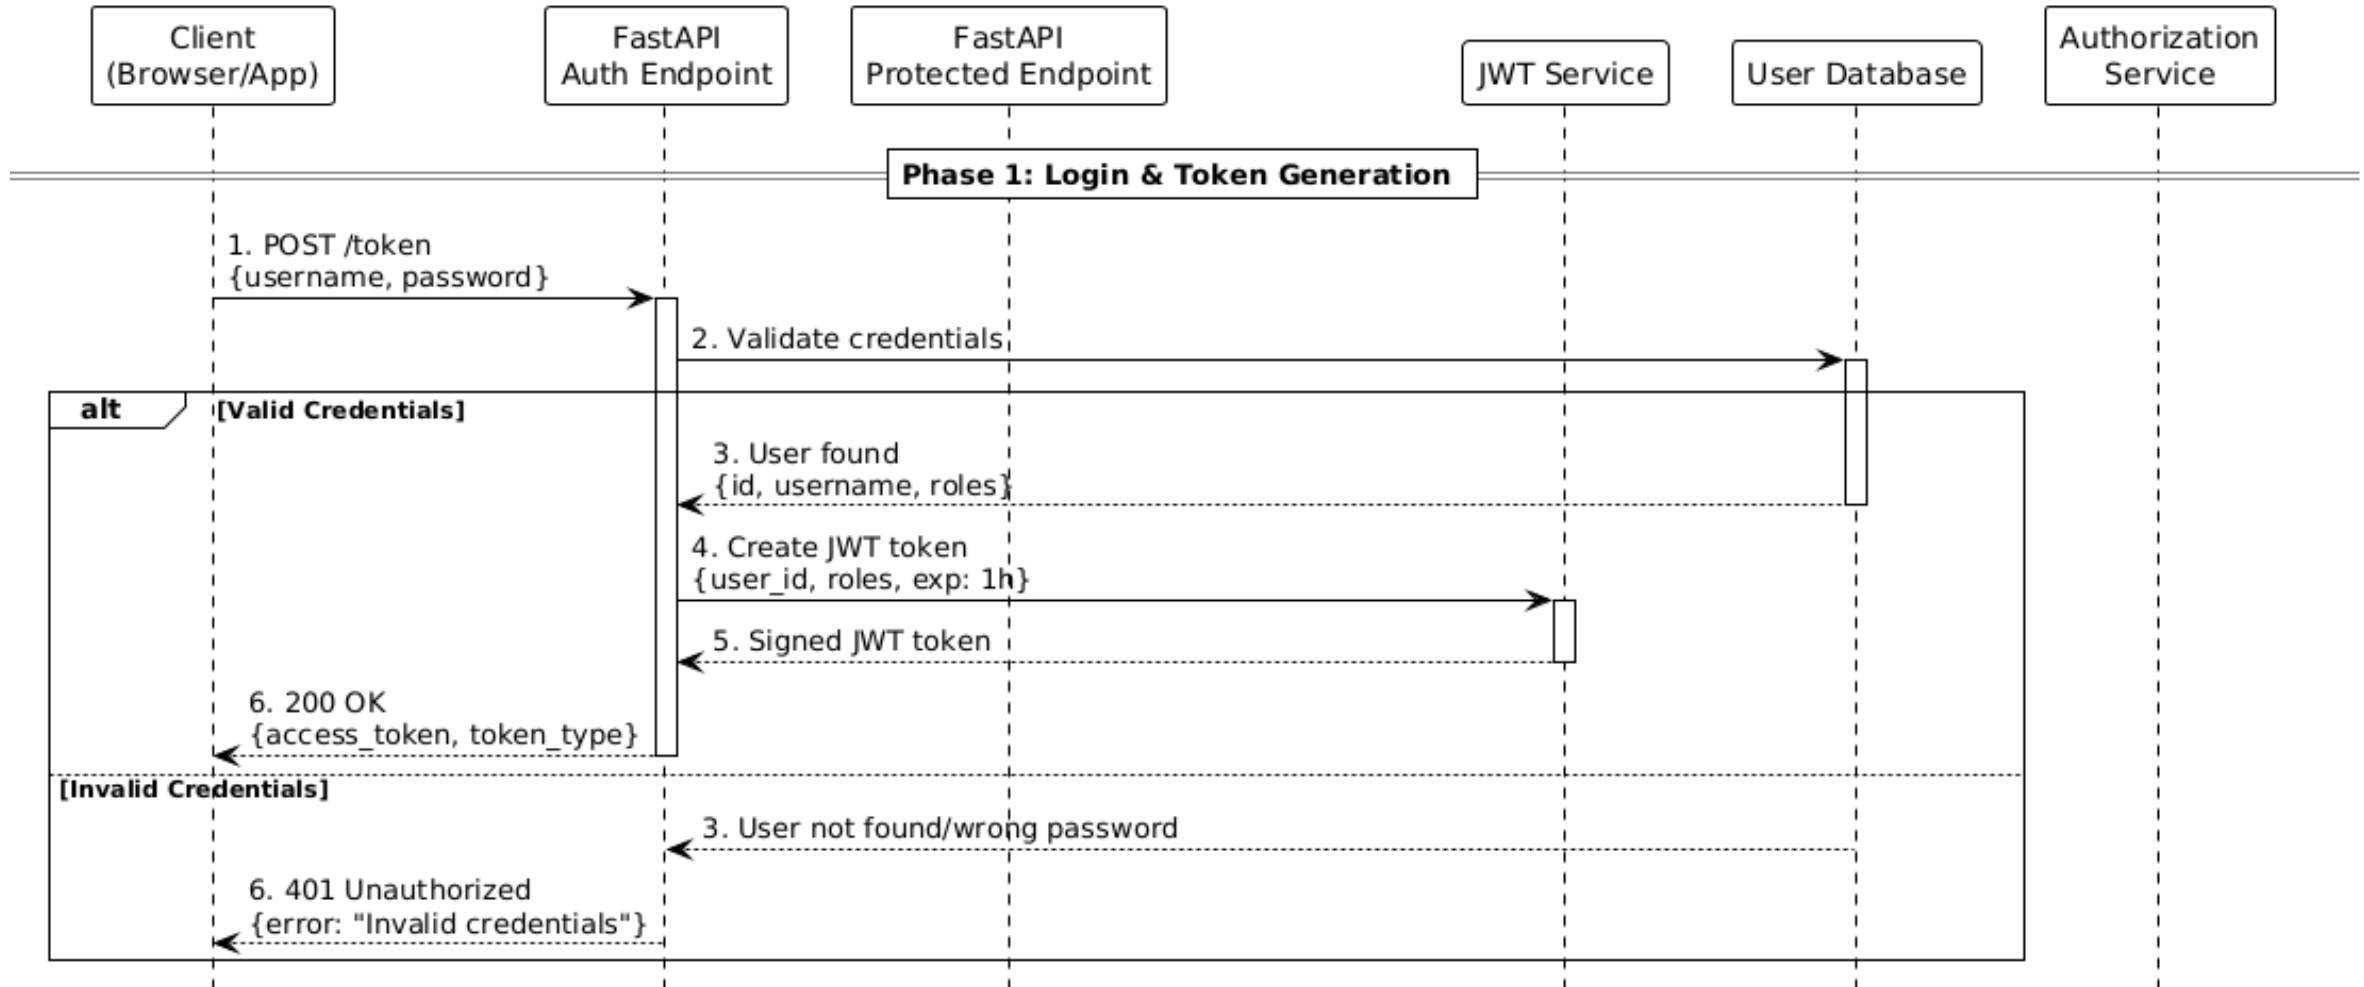 Client
(Browser/App)
FastAPI
Auth Endpoint
FastAPI
Protected Endpoint
JWT Service
User Database
Authorization
Service
Phase 1: Login & Token Generation
1. POST /token
{username, password}
2. Validate credentials
alt
[Valid Credentials]
3. User found
{id, username, roles}
4. Create JWT token
{user_id, roles, exp: 1h}
5. Signed JWT token
6. 200 OK
{access_token, token_type}
[Invalid Credentials]
3. User not found/wrong password
6. 401 Unauthorized
{error: "Invalid credentials"}